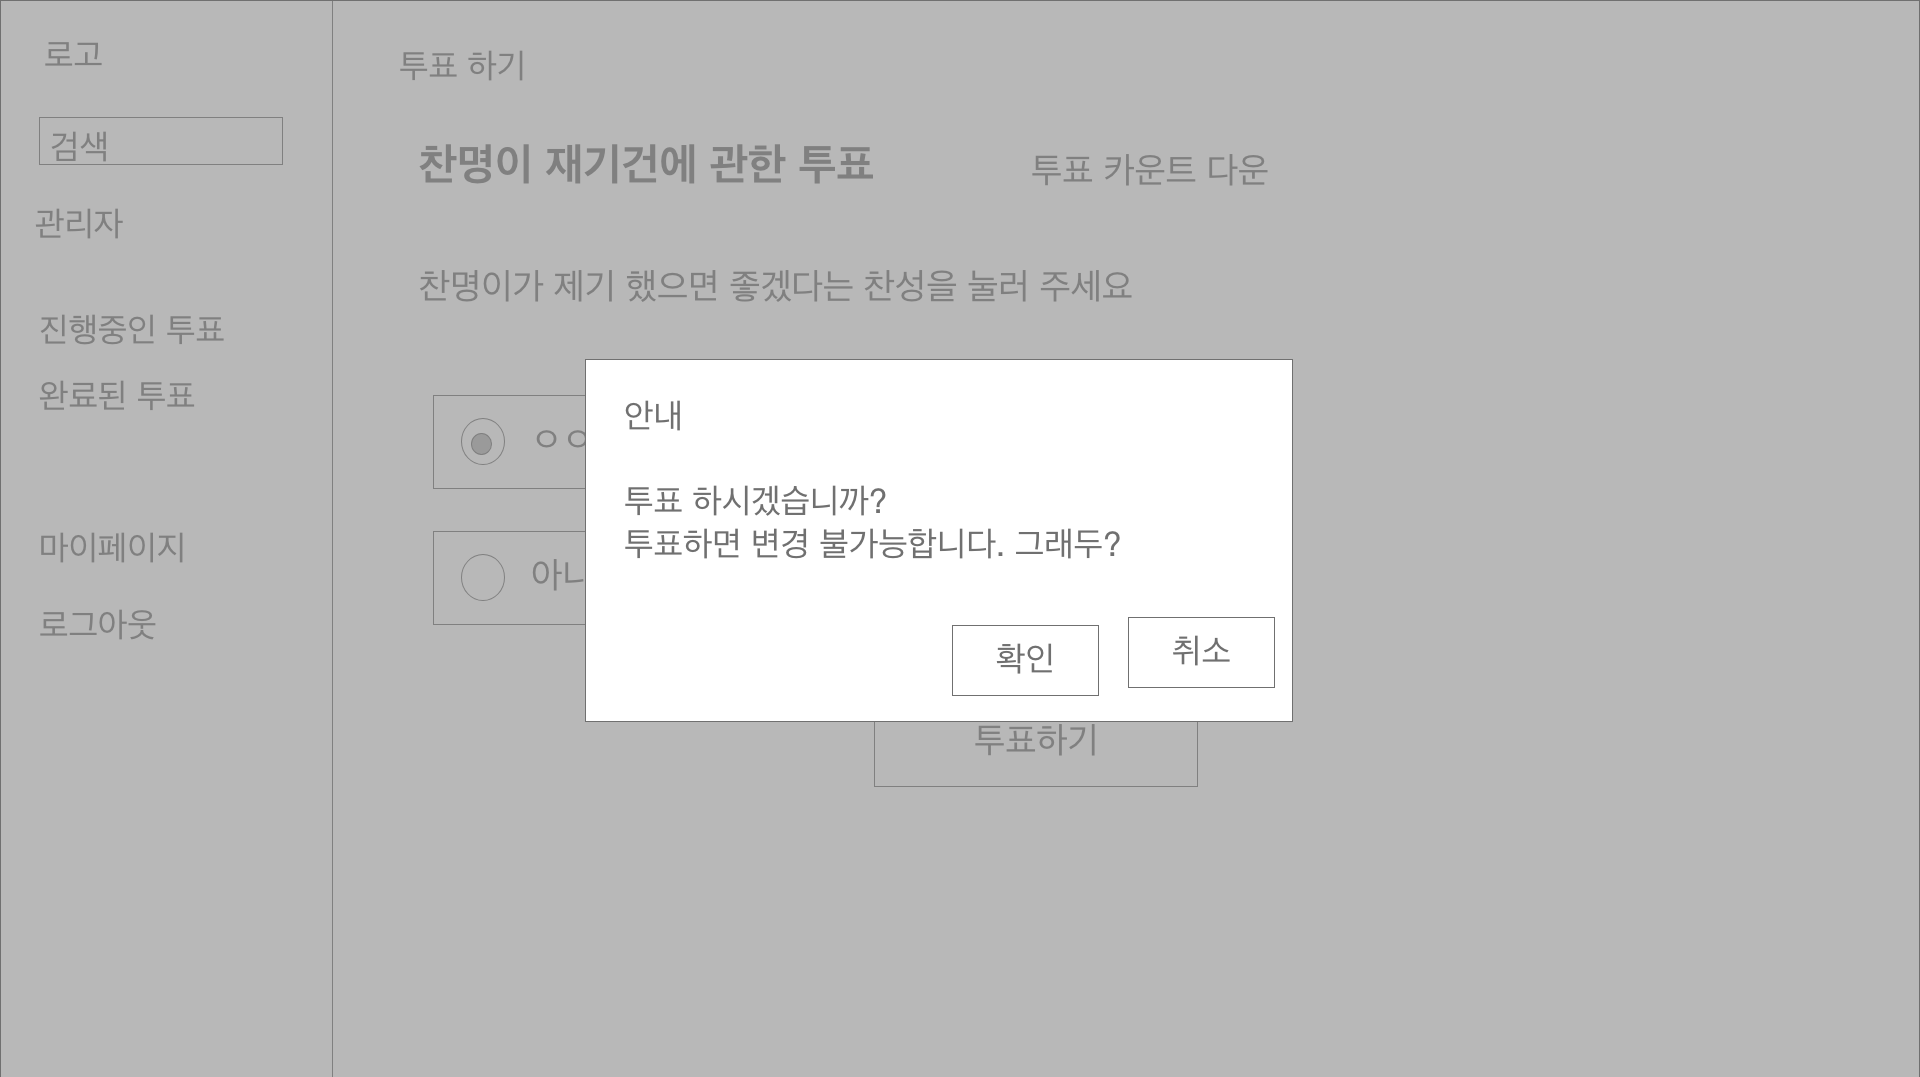 로고
검색
관리자
진행중인 투표
완료된 투표
마이페이지
로그아웃
투표 하기
찬명이 재기건에 관한 투표
투표 카운트 다운
찬명이가 제기 했으면 좋겠다는 찬성을 눌러 주세요
안내
투표 하시겠습니까?
투표하면 변경 불가능합니다. 그래두?
확인
취소
투표하기